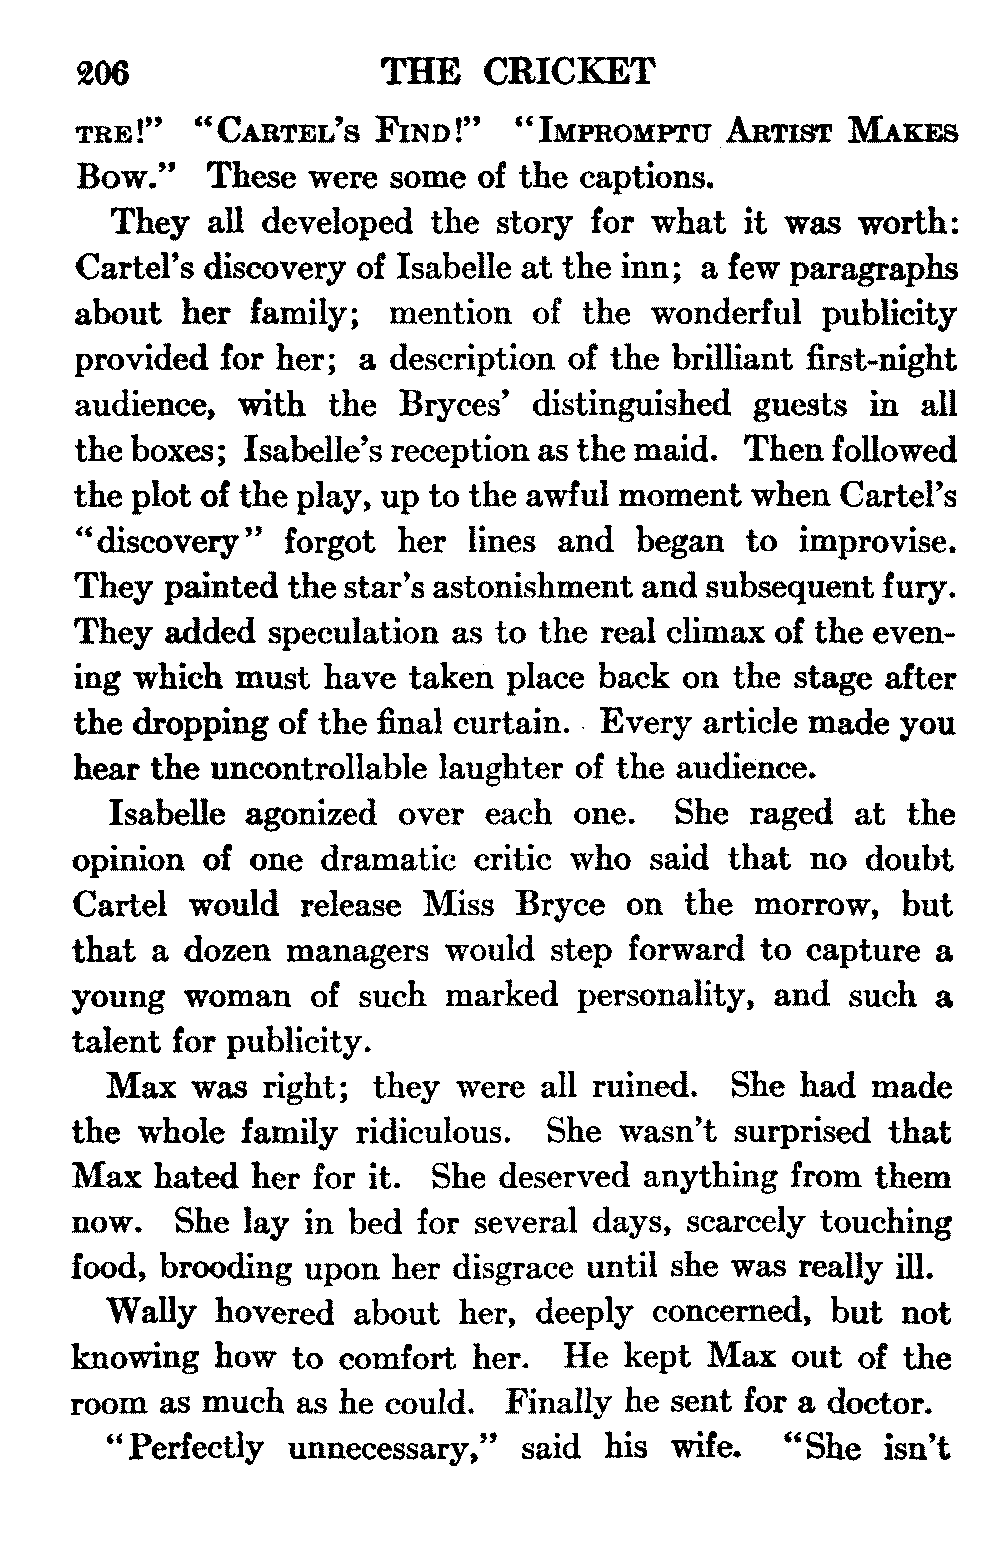 206 THE CRICKET
TRE!” “CARTEL’S FIND!” “IMPROMPTU ARTIST MAKES
BOW.” These were some of the captions.
They all developed the story for what it was worth:
Cartel’s discovery of Isabelle at the inn; a few paragraphs
about her family; mention of the wonderful publicity
provided for her; a description of the brilliant first-night
audience, with the Bryces’ distinguished guests in all
the boxes; Isabelle’s reception as the maid. Then followed
the plot of the play, up to the awful moment when Cartel’s
“discovery” forgot her lines and began to improvise.
They painted the star’s astonishment and subsequent fury.
They added speculation as to the real climax of the even-
ing which must have taken place back on the stage after
the dropping of the final curtain. Every article made you
hear the uncontrollable laughter of the audience.
Isabelle agonized over each one. She raged at the
opinion of one dramatic critic who said that no doubt
Cartel would release Miss Bryce on the morrow, but
that a dozen managers would step forward to capture a
young woman of such marked personality, and such a
talent for publicity.
Max was right; they were all ruined. She had made
the whole family ridiculous. She wasn’t surprised that
Max hated her for it. She deserved anything from them
now. She lay in bed for several days, scarcely touching
food, brooding upon her disgrace until she was really ill.
Wally hovered about her, deeply concerned, but not
knowing how to comfort her. He kept Max out of the
room as much as he could. Finally he sent for a doctor.
“Perfectly unnecessary,” said his wife. “She isn’t